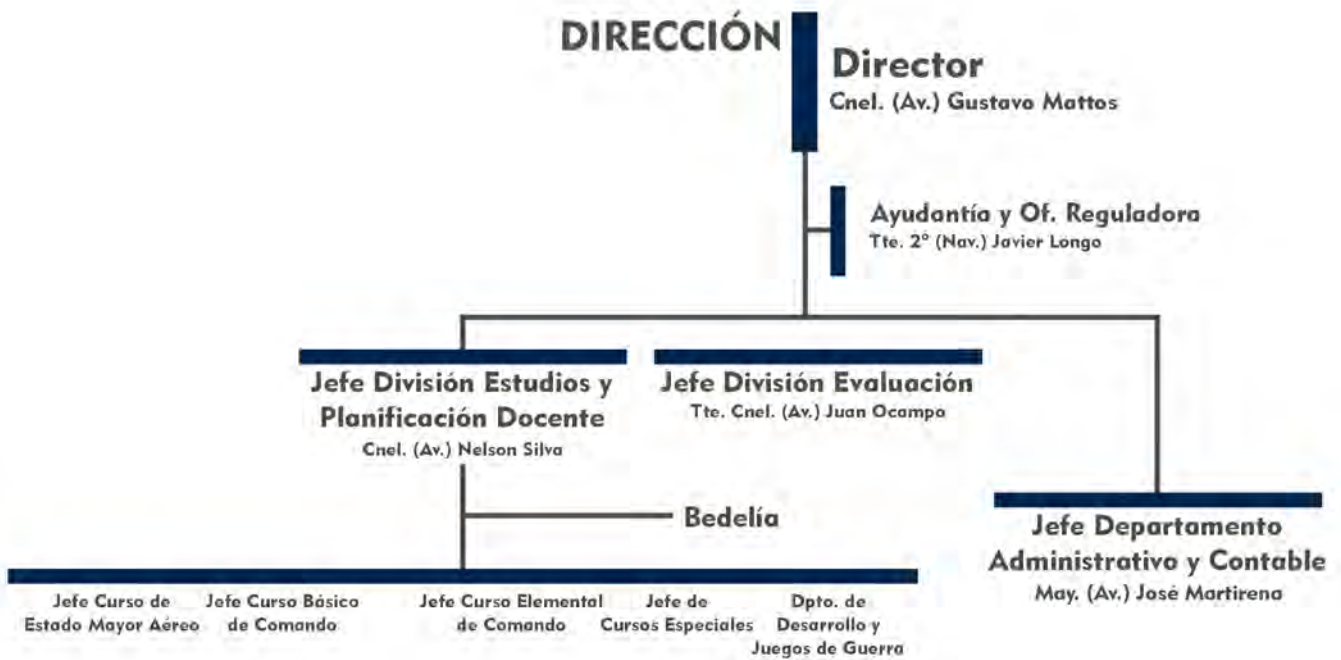 DIRECCIÓN
Director
Cnel. (Av.) Gustavo Mattos
Ayudantía y Of. Reguladora
Tte. 2° (Nav.) Javier Longo
Jefe División Estudios y
Planificación Docente
Cnel. (Av.) Nelson Silva
Jefe División Evaluación
Tte. Cnel. (Av.) Juan Ocampo
Bedelía
Jefe Departamento
Administrativo y Contable
May. (Av.) José Martirena
Jefe Curso de
Estado Mayor Aéreo
Jefe Curso Básico
de Comando
Jefe Curso Elemental
de Comando
Jefe de
Cursos Especiales
Dpto. de
Desarrollo y
Juegos de Guerra